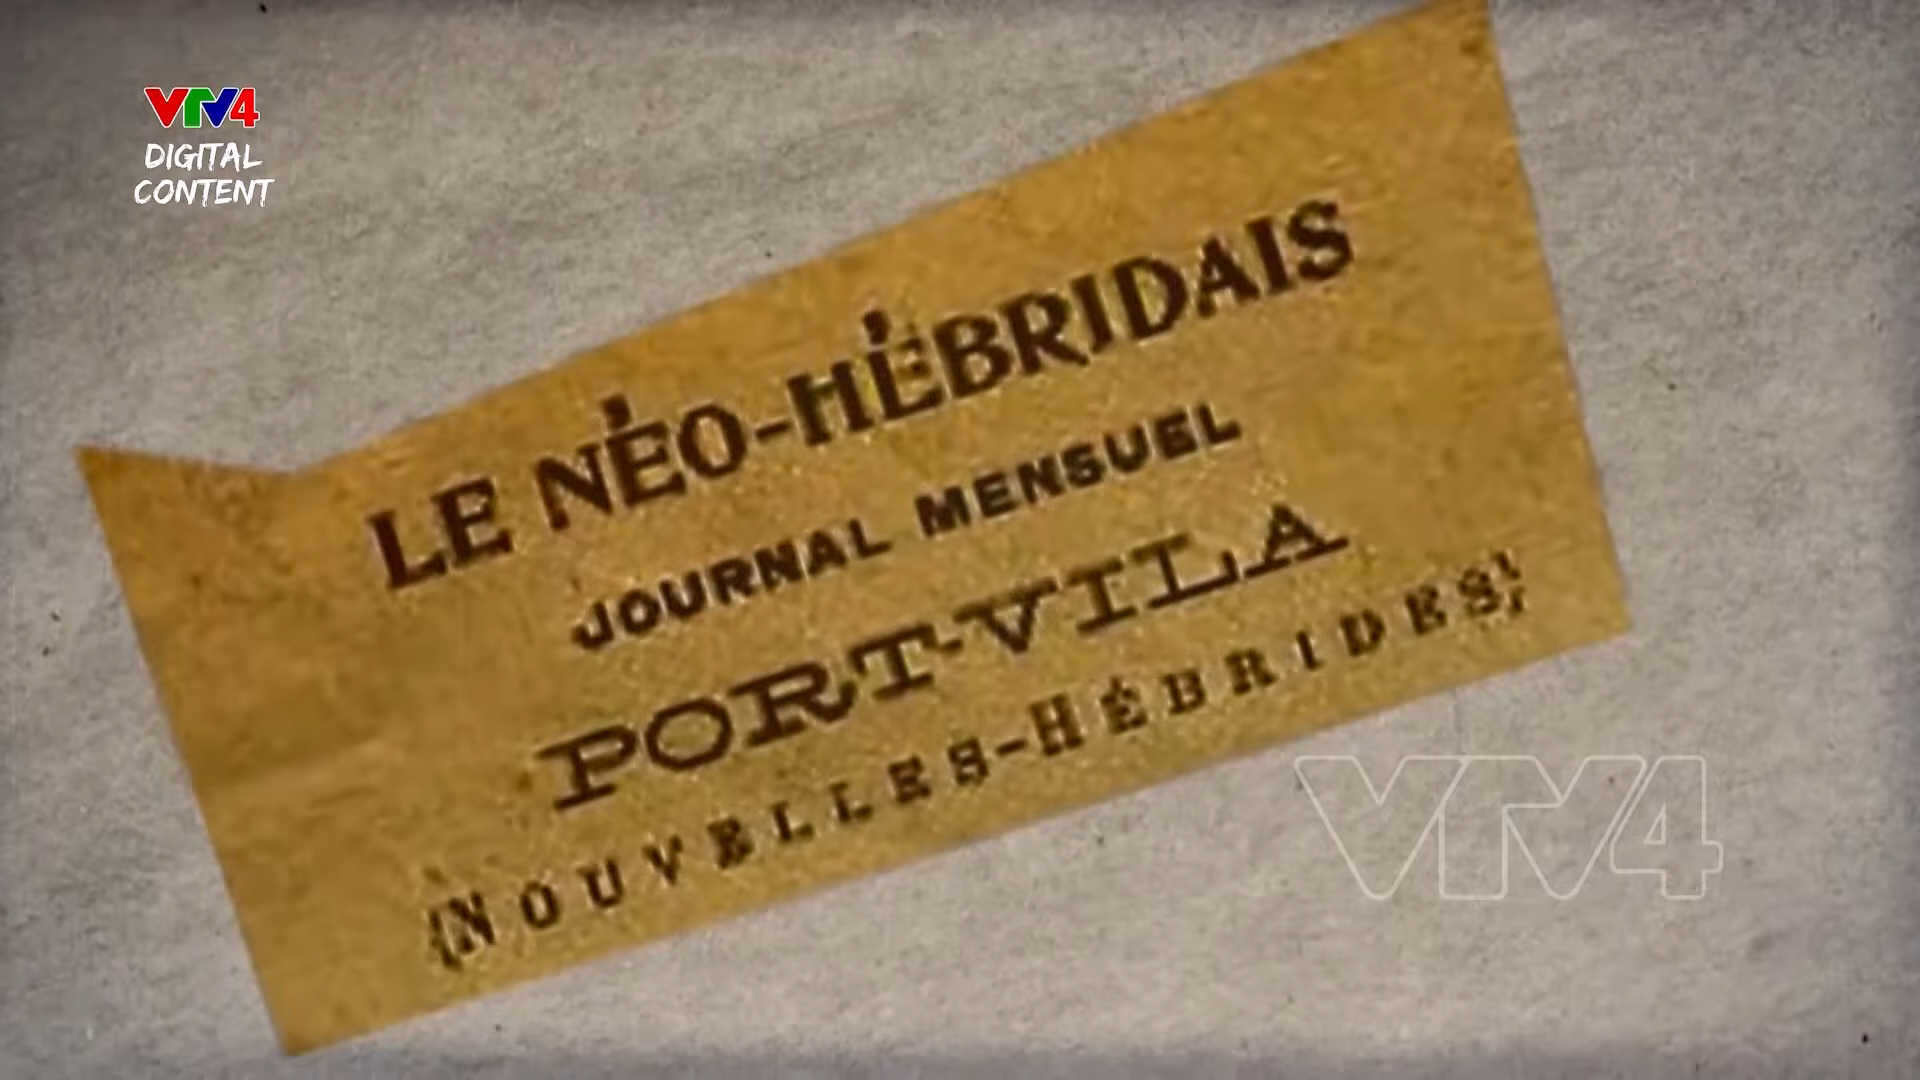 VTV4
DIGITAL
CONTENT
LE NÉO-HÉBRIDAIS
JOURNAL MENSUEL
PORT-VILA
(NOUVELLES-HÉBRIDES)
VTV4